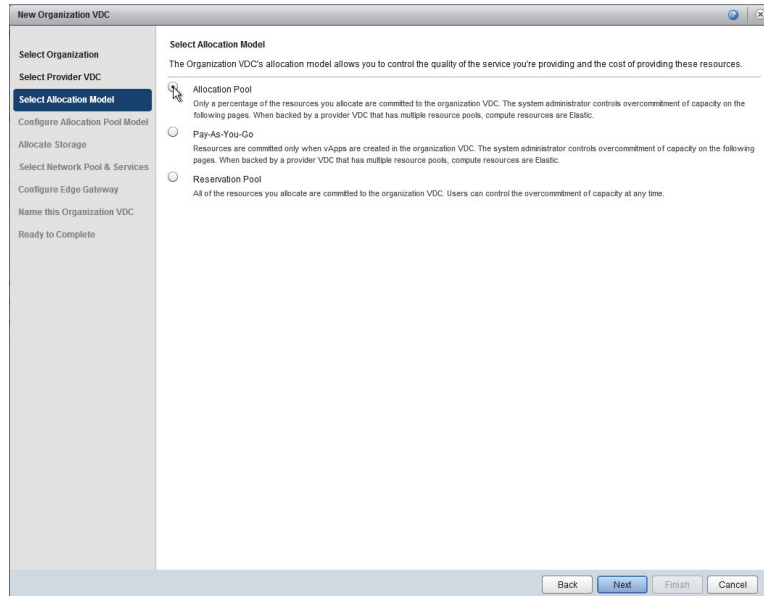 New Organization VDC
Select Organization
Select Provider VDC
Select Allocation Model
Configure Allocation Pool Model
Allocate Storage
Select Network Pool & Services
Configure Edge Gateway
Name this Organization VDC
Ready to Complete
Select Allocation Model
The Organization VDC's allocation model allows you to control the quality of the service you're providing and the cost of providing these resources.
Allocation Pool
Only a percentage of the resources you allocate are committed to the organization VDC. The system administrator controls overcommitment of capacity on the
following pages. When backed by a provider VDC that has multiple resource pools, compute resources are Elastic.
Pay-As-You-Go
Resources are committed only when vApps are created in the organization VDC. The system administrator controls overcommitment of capacity on the following
pages. When backed by a provider VDC that has multiple resource pools, compute resources are Elastic.
Reservation Pool
All of the resources you allocate are committed to the organization VDC. Users can control the overcommitment of capacity at any time.
Back Next Finish Cancel